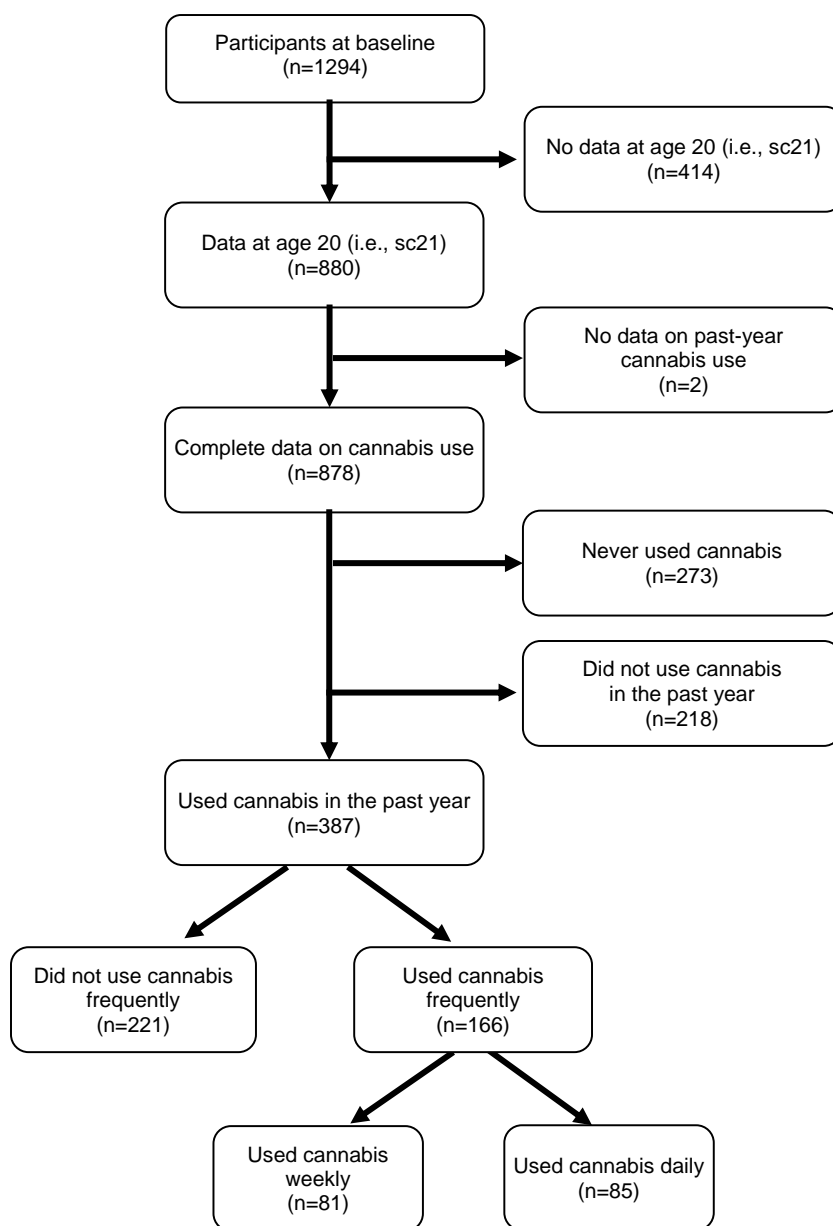 Participants at baseline
(n=1294)
No data at age 20 (i.e., sc21)
(n=414)
Data at age 20 (i.e., sc21)
(n=880)
No data on past-year
cannabis use
(n=2)
Complete data on cannabis use
(n=878)
Never used cannabis
(n=273)
Did not use cannabis
in the past year
(n=218)
Used cannabis in the past year
(n=387)
Did not use cannabis
frequently
(n=221)
Used cannabis
frequently
(n=166)
Used cannabis
weekly
(n=81)
Used cannabis daily
(n=85)